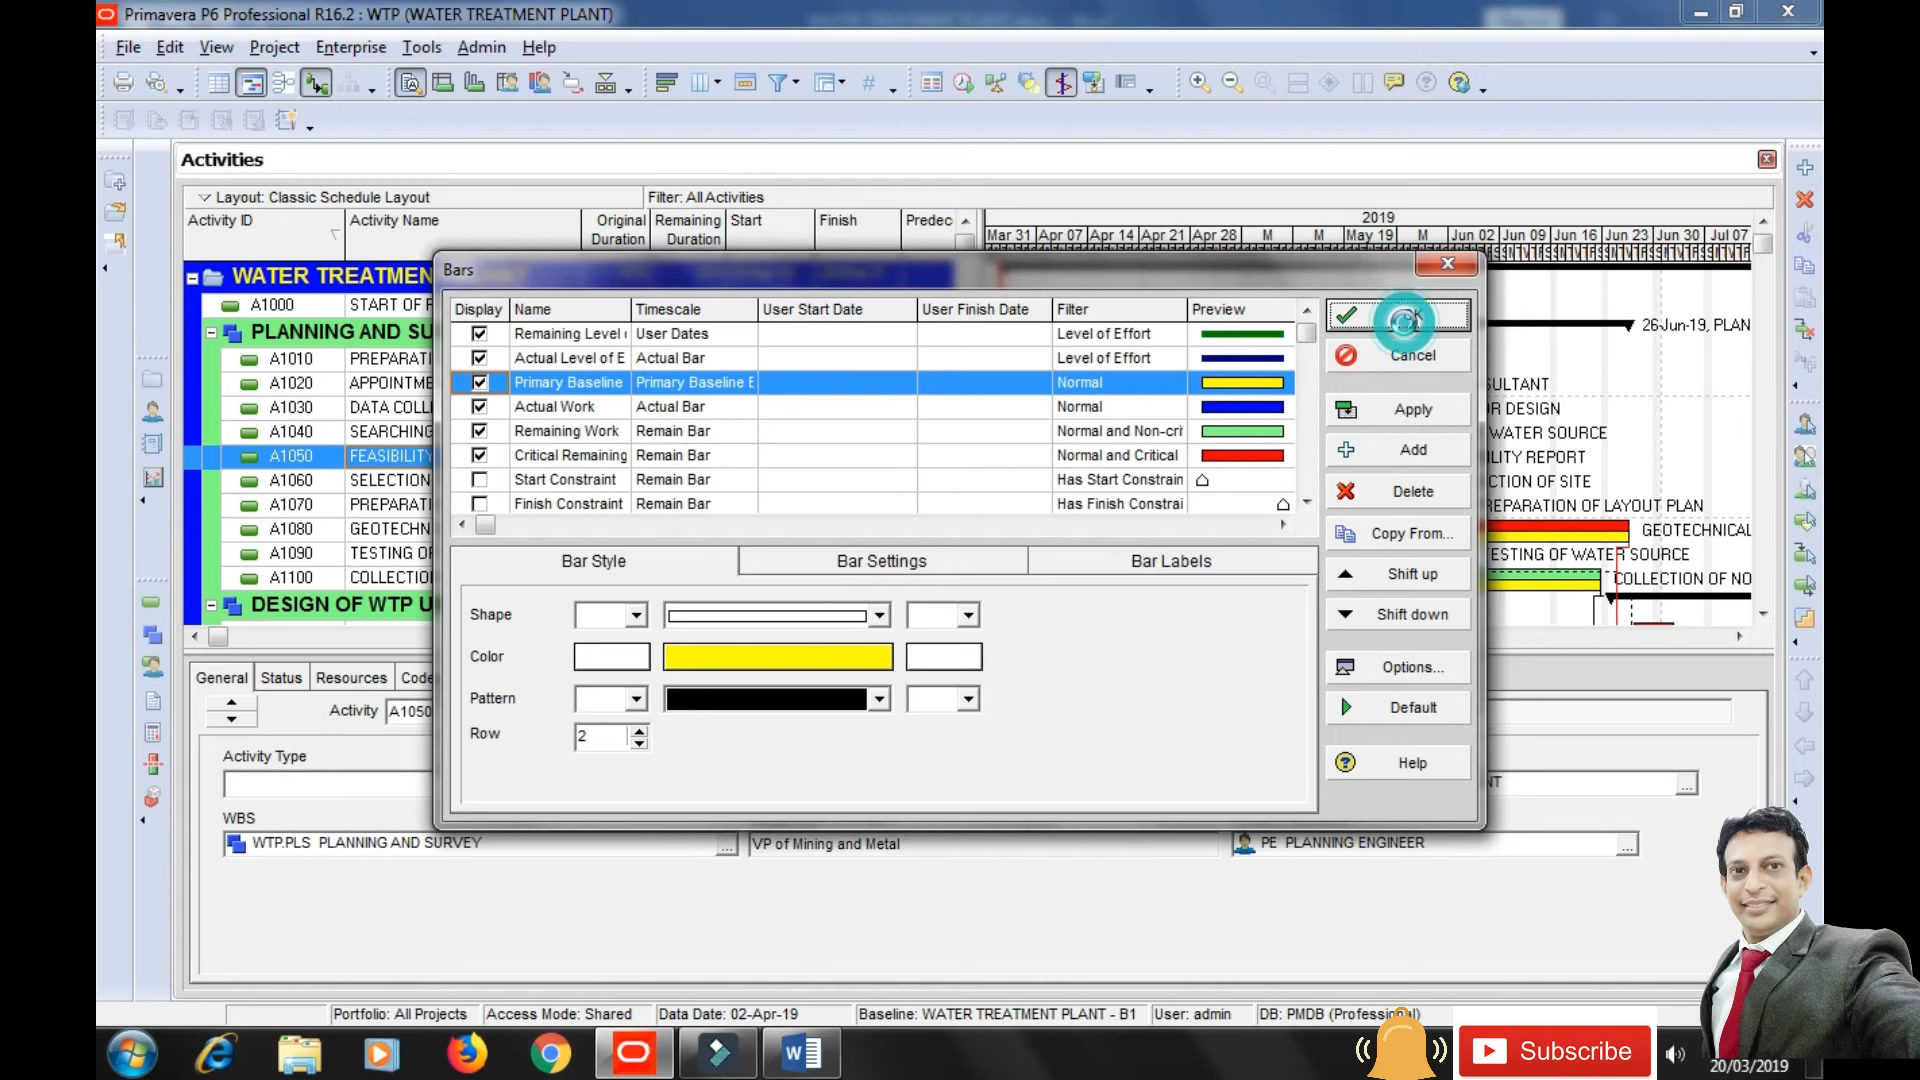 Primavera P6 Professional R16.2 : WTP (WATER TREATMENT PLANT)
File Edit View Project Enterprise Tools Admin Help
Activities
Layout: Classic Schedule Layout
Filter: All Activities
Activity ID
Activity Name
Original Duration
Remaining Duration
Start
Finish
Predec
2019
Mar 31 Apr 07 Apr 14 Apr 21 Apr 28 M M May 19 M Jun 02 Jun 09 Jun 16 Jun 23 Jun 30 Jul 07
WATER TREATMEN
A1000 START OF P
PLANNING AND SU
A1010 PREPARATI
A1020 APPOINTME
A1030 DATA COLL
A1040 SEARCHING
A1050 FEASIBILITY
A1060 SELECTION
A1070 PREPARATI
A1080 GEOTECHN
A1090 TESTING OF
A1100 COLLECTIO
DESIGN OF WTP U
26-Jun-19, PLAN
SULTANT
R DESIGN
WATER SOURCE
ILITY REPORT
CTION OF SITE
REPARATION OF LAYOUT PLAN
GEOTECHNICAL
TESTING OF WATER SOURCE
COLLECTION OF NO
Bars
Display Name Timescale User Start Date User Finish Date Filter Preview
Remaining Level User Dates Level of Effort
Actual Level of E Actual Bar Level of Effort
Primary Baseline Primary Baseline E Normal
Actual Work Actual Bar Normal
Remaining Work Remain Bar Normal and Non-cri
Critical Remaining Remain Bar Normal and Critical
Start Constraint Remain Bar Has Start Constrain
Finish Constraint Remain Bar Has Finish Constrai
Bar Style
Bar Settings
Bar Labels
Shape
Color
Pattern
Row 2
Cancel
Apply
Add
Delete
Copy From...
Shift up
Shift down
Options...
Default
Help
General Status Resources Code
Activity A1050
Activity Type
NT
WBS
WTP.PLS PLANNING AND SURVEY
VP of Mining and Metal
PE PLANNING ENGINEER
Portfolio: All Projects Access Mode: Shared Data Date: 02-Apr-19 Baseline: WATER TREATMENT PLANT - B1 User: admin DB: PMDB (Professional)
Subscribe
20/03/2019